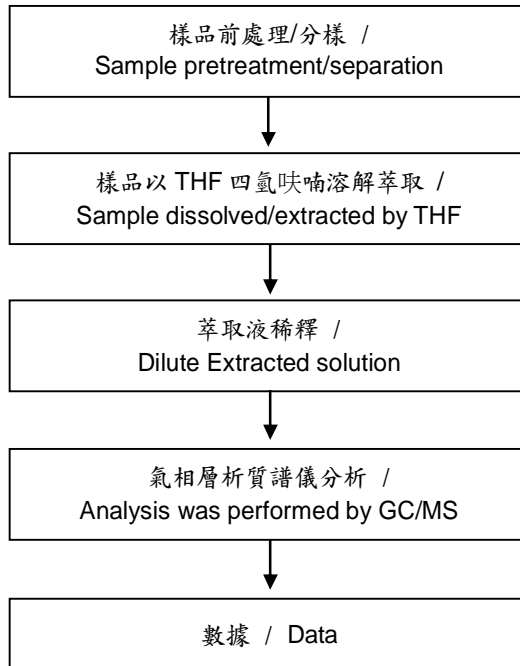 樣品前處理/分樣 /
Sample pretreatment/separation
樣品以 THF 四氫呋喃溶解萃取 /
Sample dissolved/extracted by THF
萃取液稀釋 /
Dilute Extracted solution
氣相層析質譜儀分析 /
Analysis was performed by GC/MS
數據 / Data